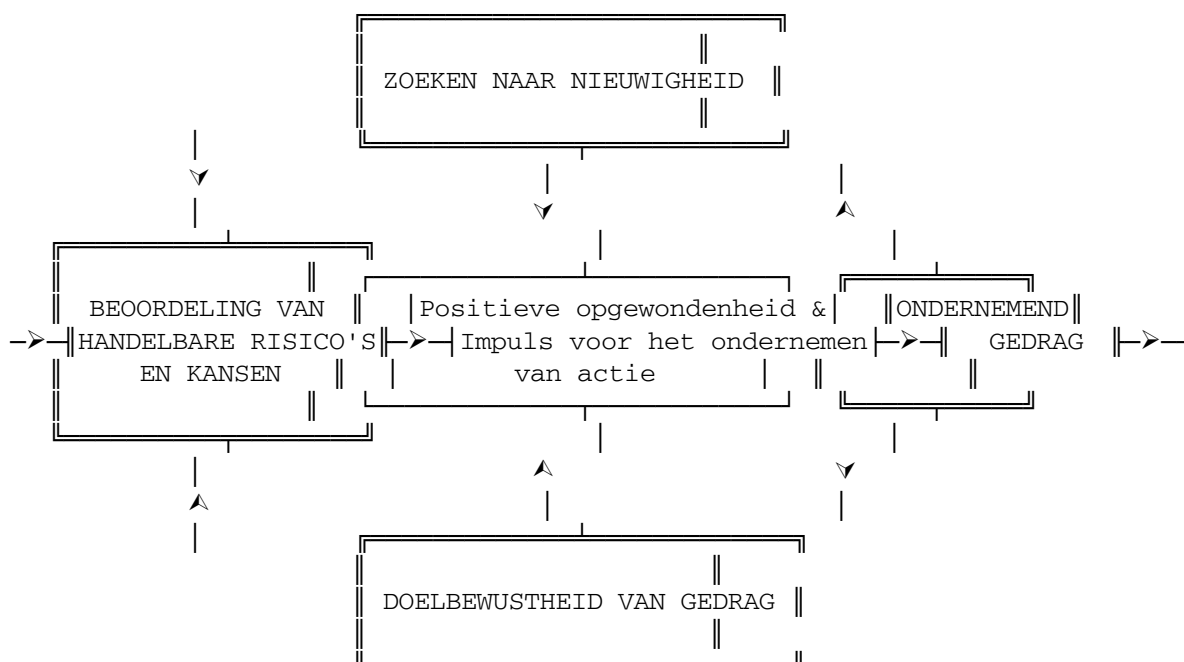 ZOEKEN NAAR NIEUWIGHEID
BEOORDELING VAN
HANDELBARE RISICO'S
EN KANSEN
Positieve opgewondenheid &
Impuls voor het ondernemen
van actie
ONDERNEMEND
GEDRAG
DOELBEWUSTHEID VAN GEDRAG